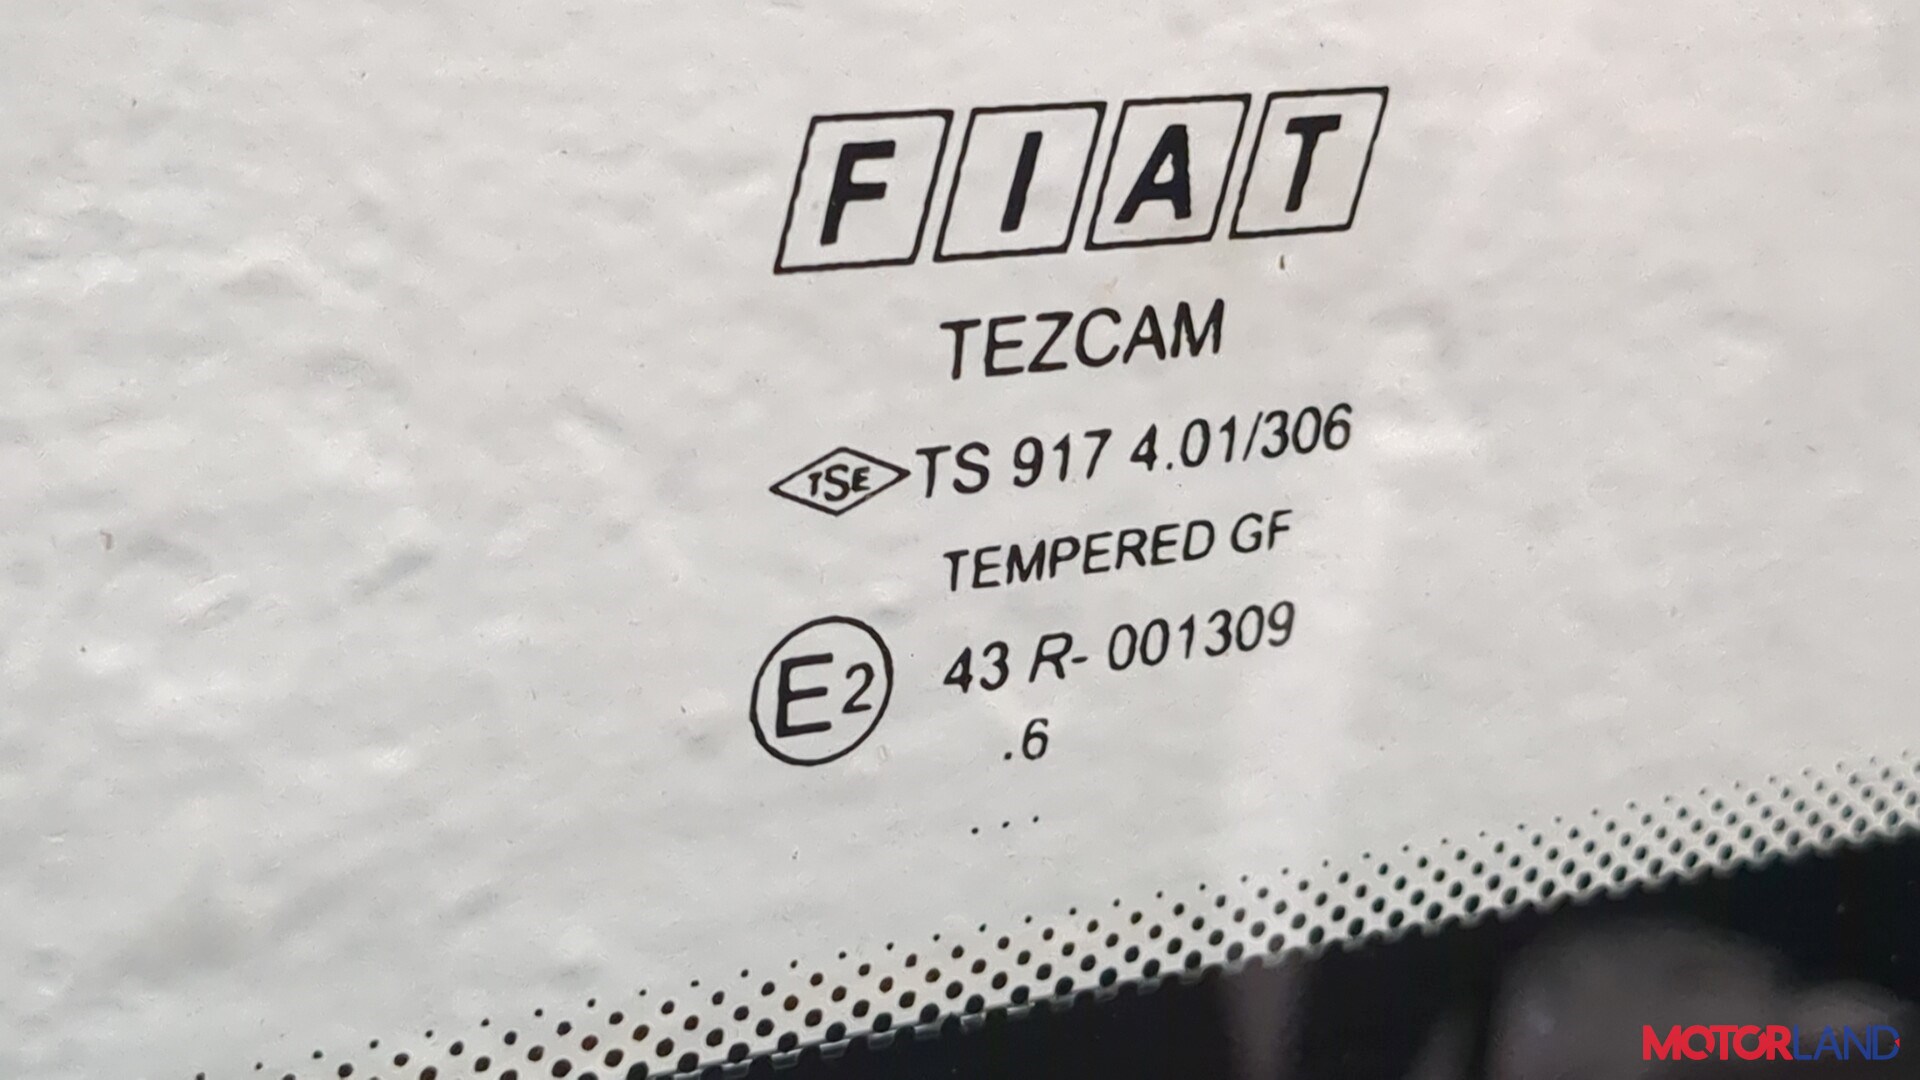 FIAT
TEZCAM
TSE TS 917 4.01/306
TEMPERED GF
E2 43 R- 001309
.6
. . .
MOTORLAND